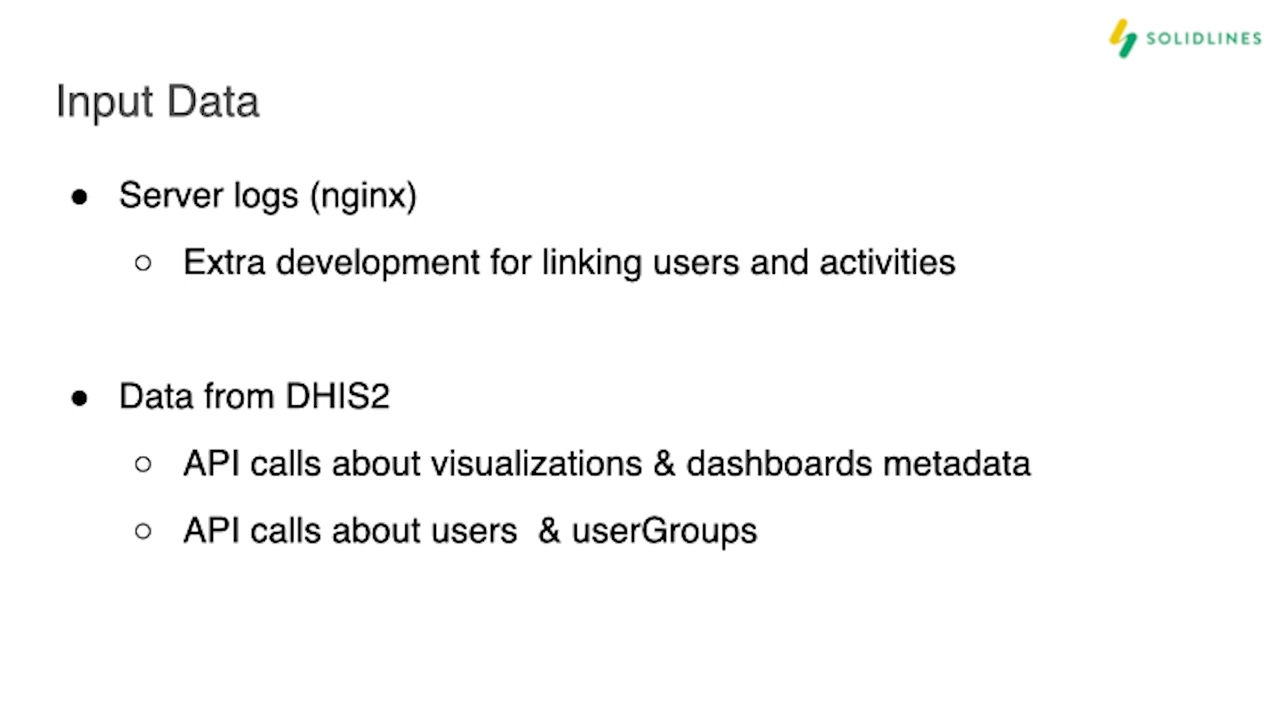 SOLIDLINES
Input Data
● Server logs (nginx)
○ Extra development for linking users and activities
● Data from DHIS2
○ API calls about visualizations & dashboards metadata
○ API calls about users  & userGroups